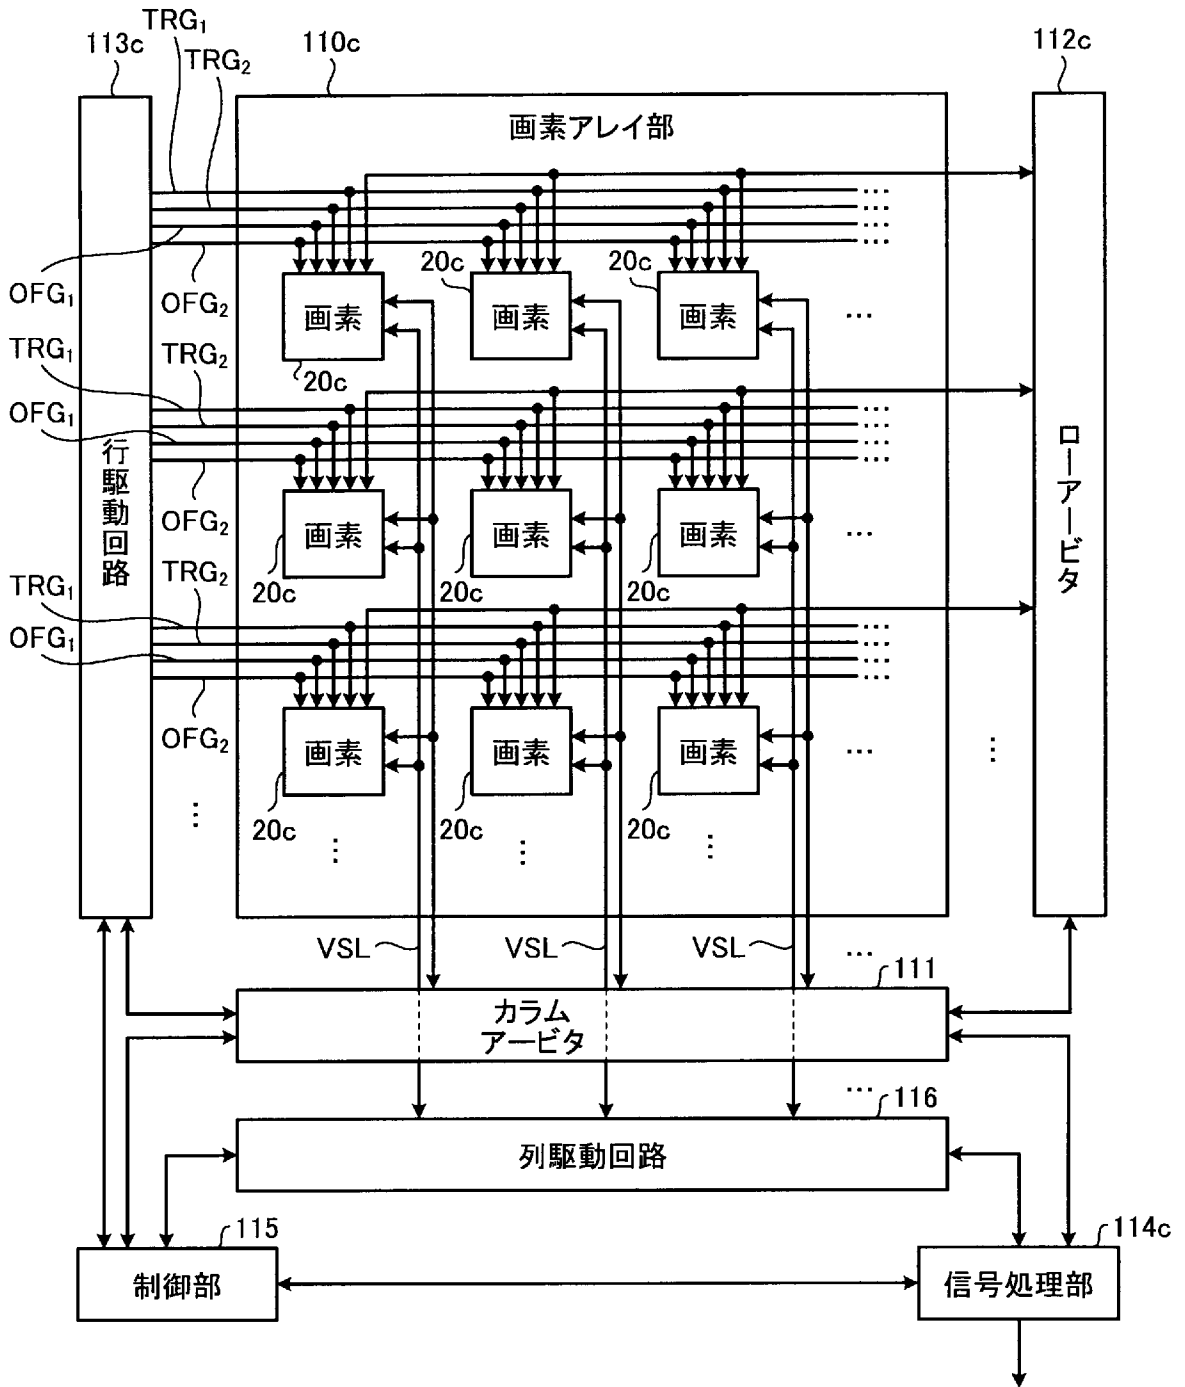 TRG₁
113c
TRG₂
110c
112c
画素アレイ部
…
…
…
…
OFG₁
OFG₂
20c
20c
画素
画素
画素
…
20c
TRG₁
TRG₂
OFG₁
OFG₂
…
…
…
…
行駆動回路
ローアービタ
画素
画素
画素
…
20c
20c
20c
TRG₁
TRG₂
OFG₁
OFG₂
…
…
…
…
画素
画素
画素
…
20c
20c
20c
VSL
VSL
VSL
…
111
カラム
アービタ
…
116
列駆動回路
115
制御部
114c
信号処理部